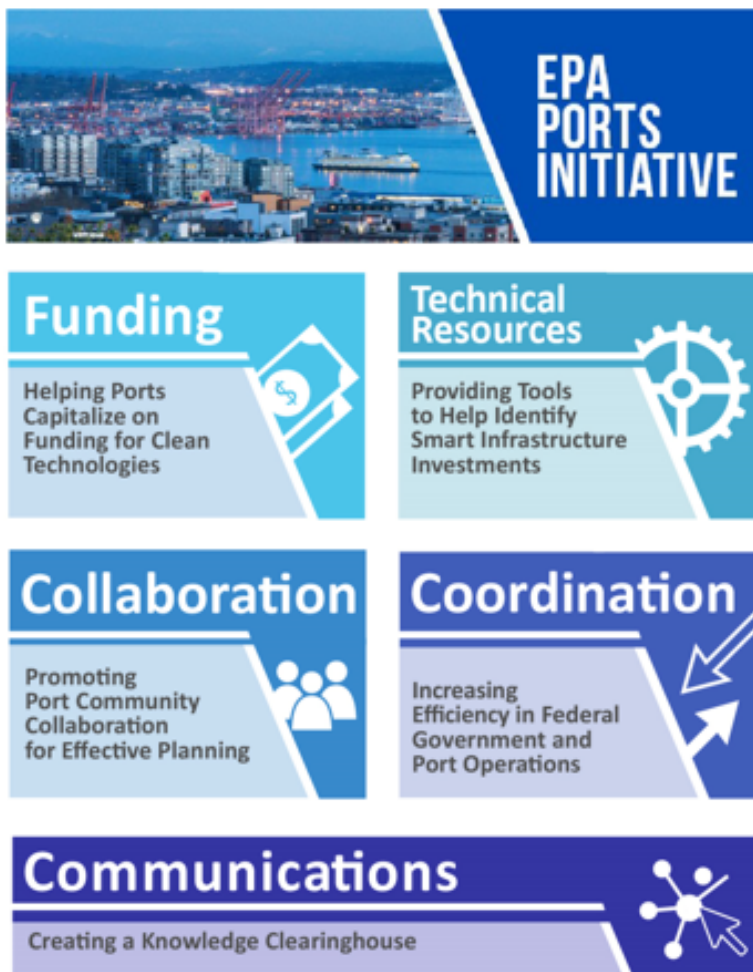 EPA
PORTS
INITIATIVE
Funding
Helping Ports
Capitalize on
Funding for Clean
Technologies
Technical
Resources
Providing Tools
to Help Identify
Smart Infrastructure
Investments
Collaboration
Promoting
Port Community
Collaboration
for Effective Planning
Coordination
Increasing
Efficiency in Federal
Government and
Port Operations
Communications
Creating a Knowledge Clearinghouse